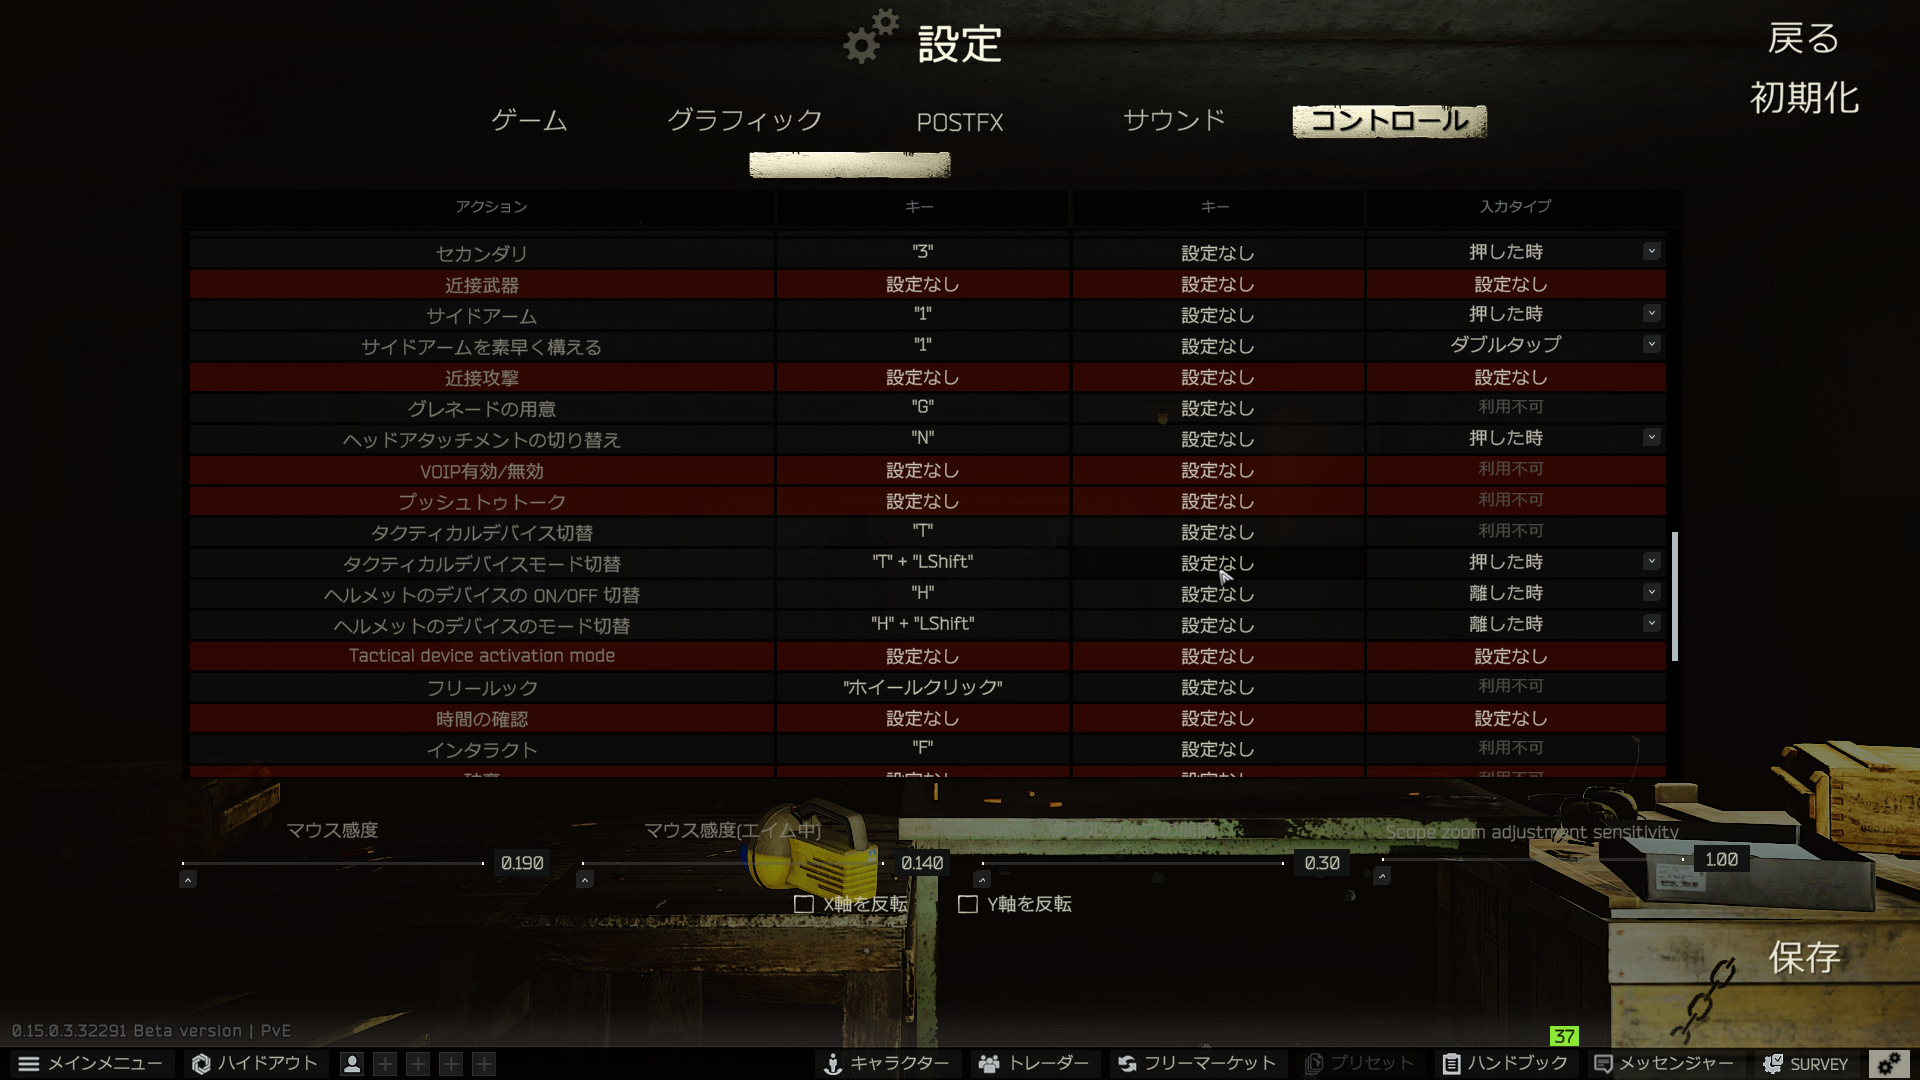 設定
戻る
初期化
ゲーム グラフィック POSTFX サウンド コントロール
アクション キー キー 入力タイプ
セカンダリ "3" 設定なし 押した時
近接武器 設定なし 設定なし 設定なし
サイドアーム "1" 設定なし 押した時
サイドアームを素早く構える "1" 設定なし ダブルタップ
近接攻撃 設定なし 設定なし 設定なし
グレネードの用意 "G" 設定なし 利用不可
ヘッドアタッチメントの切り替え "N" 設定なし 押した時
VOIP有効/無効 設定なし 設定なし 利用不可
プッシュトゥトーク 設定なし 設定なし 利用不可
タクティカルデバイス切替 "T" 設定なし 利用不可
タクティカルデバイスモード切替 "T" + "LShift" 設定なし 押した時
ヘルメットのデバイスの ON/OFF 切替 "H" 設定なし 離した時
ヘルメットのデバイスのモード切替 "H" + "LShift" 設定なし 離した時
Tactical device activation mode 設定なし 設定なし 設定なし
フリールック "ホイールクリック" 設定なし 利用不可
時間の確認 設定なし 設定なし 設定なし
インタラクト "F" 設定なし 利用不可
マウス感度 マウス感度(エイム中) ダブルタップの間隔 Scope zoom adjustment sensitivity
0.190 0.140 0.30 1.00
X軸を反転 Y軸を反転
保存
0.15.0.3.32291 Beta version | PvE
37
メインメニュー ハイドアウト キャラクター トレーダー フリーマーケット プリセット ハンドブック メッセンジャー SURVEY